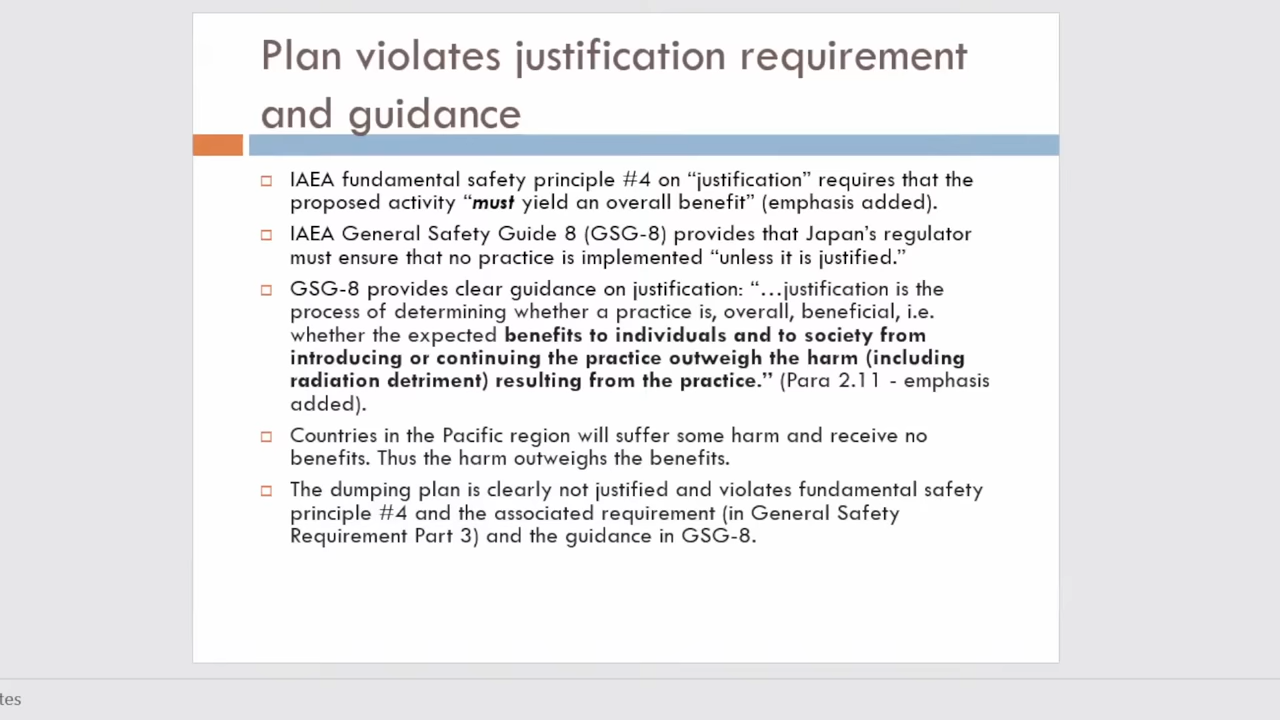 Plan violates justification requirement
and guidance
IAEA fundamental safety principle #4 on “justification” requires that the
proposed activity “must yield an overall benefit” (emphasis added).
IAEA General Safety Guide 8 (GSG-8) provides that Japan’s regulator
must ensure that no practice is implemented “unless it is justified.”
GSG-8 provides clear guidance on justification: “…justification is the
process of determining whether a practice is, overall, beneficial, i.e.
whether the expected benefits to individuals and to society from
introducing or continuing the practice outweigh the harm (including
radiation detriment) resulting from the practice.” (Para 2.11 - emphasis
added).
Countries in the Pacific region will suffer some harm and receive no
benefits. Thus the harm outweighs the benefits.
The dumping plan is clearly not justified and violates fundamental safety
principle #4 and the associated requirement (in General Safety
Requirement Part 3) and the guidance in GSG-8.
tes